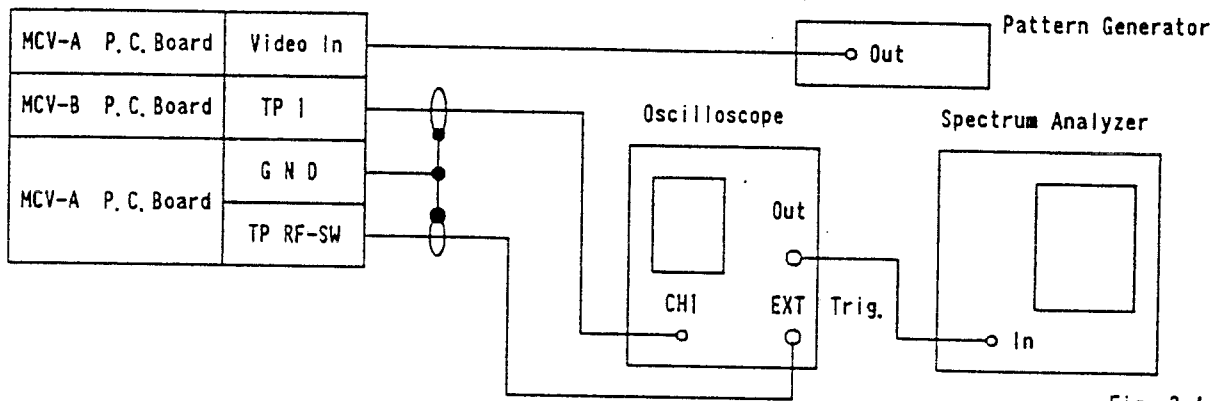 Pattern Generator
MCV-A P.C.Board Video In
Out
MCV-B P.C.Board TP 1
Oscilloscope
Spectrum Analyzer
GND
MCV-A P.C.Board
TP RF-SW
Out
CH1 EXT Trig.
In